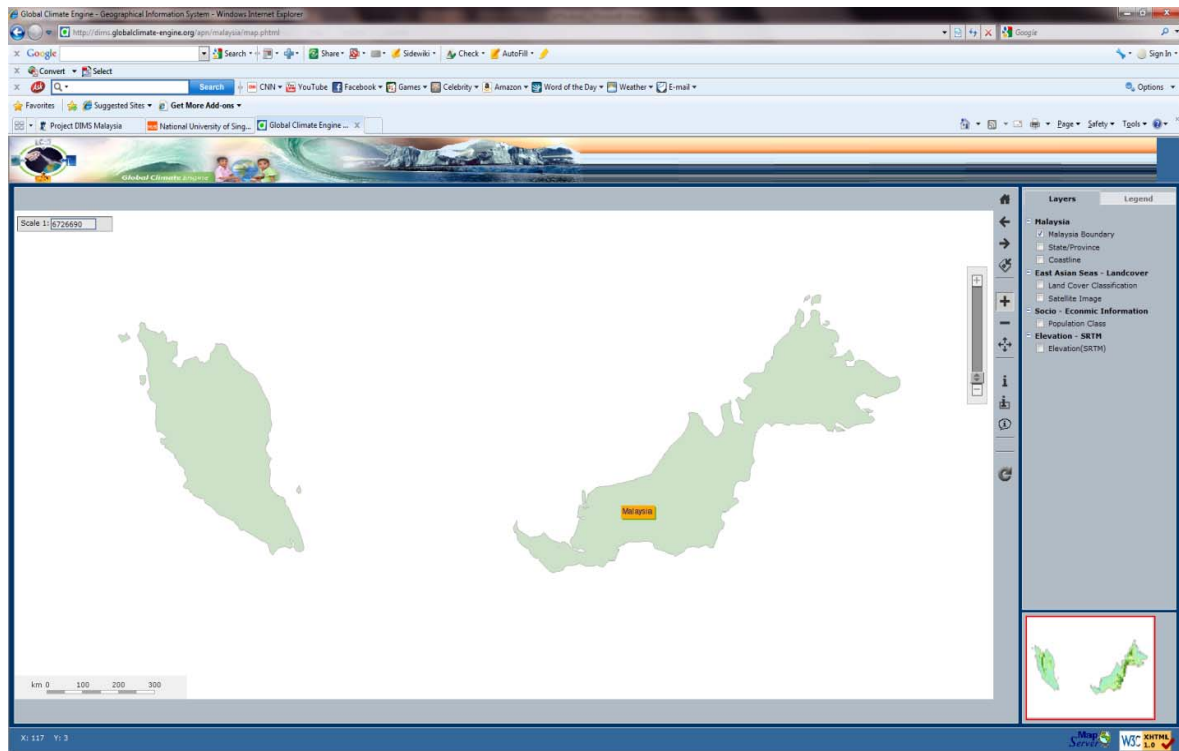 Global Climate Engine - Geographical Information System - Windows Internet Explorer
http://dims.globalclimate-engine.org/apn/malaysia/map.phtml
Google
x Google Search Share Sidewiki Check AutoFill Sign In
x Convert Select
x Search CNN YouTube Facebook Games Celebrity Amazon Word of the Day Weather E-mail Options
Favorites Suggested Sites Get More Add-ons
Project DIMS Malaysia National University of Sing... Global Climate Engine ... X Page Safety Tools
LC-3
Global Climate Engine
Layers Legend
Scale 1: 6726690
Malaysia
Malaysia Boundary
State/Province
Coastline
East Asian Seas - Landcover
Land Cover Classification
Satellite Image
Socio - Econmic Information
Population Class
Elevation - SRTM
Elevation(SRTM)
Malaysia
km 0 100 200 300
X: 117 Y: 3
Map Server W3C XHTML 1.0